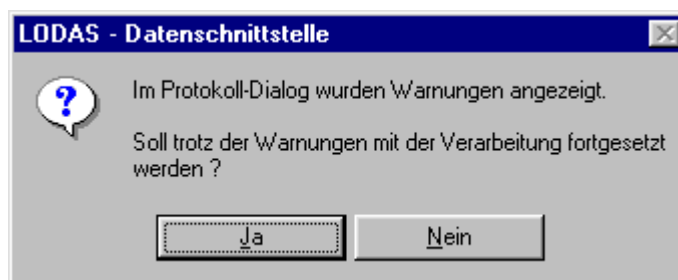 LODAS - Datenschnittstelle
Im Protokoll-Dialog wurden Warnungen angezeigt.
Soll trotz der Warnungen mit der Verarbeitung fortgesetzt
werden ?
Ja
Nein